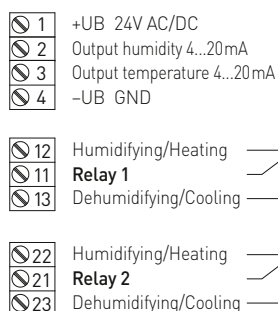 1 +UB 24V AC/DC
2 Output humidity 4...20mA
3 Output temperature 4...20mA
4 –UB GND
12 Humidifying/Heating
11 Relay 1
13 Dehumidifying/Cooling
22 Humidifying/Heating
21 Relay 2
23 Dehumidifying/Cooling